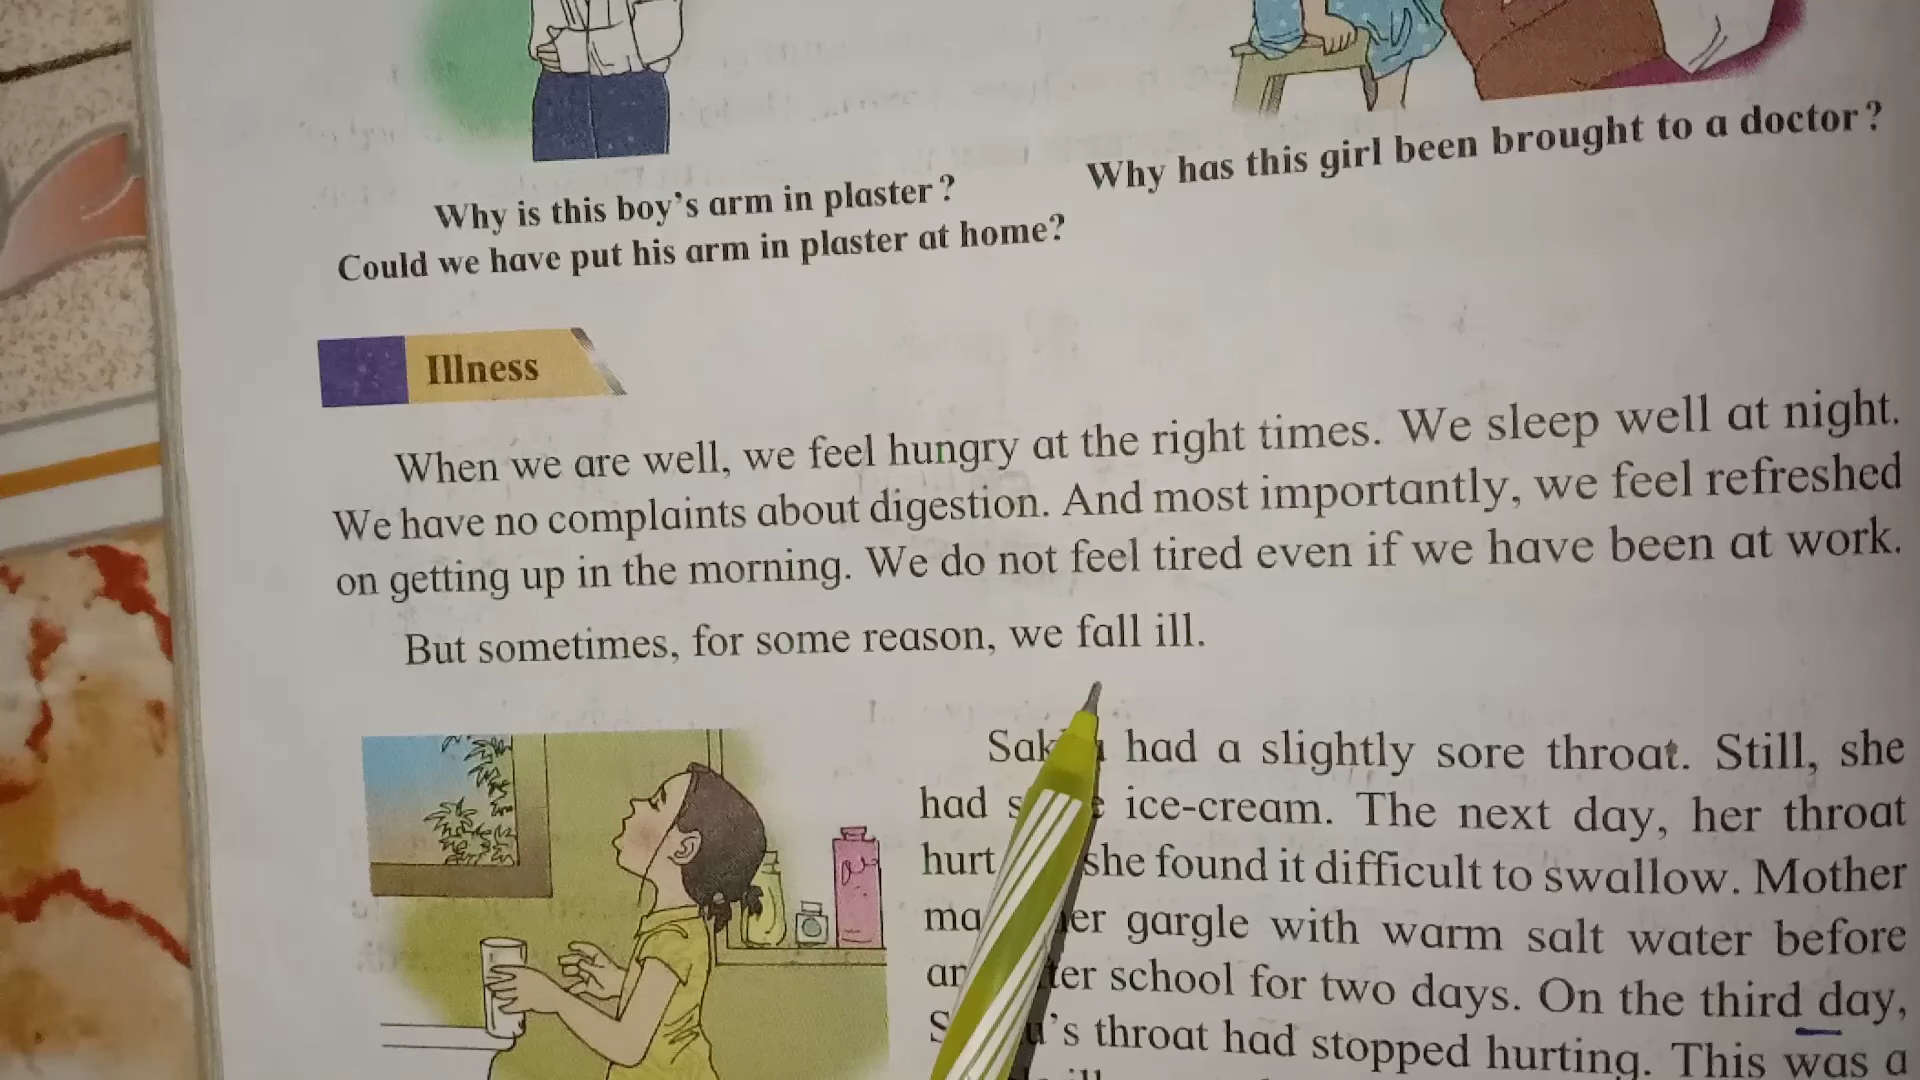 Why is this boy's arm in plaster?
Could we have put his arm in plaster at home?
Why has this girl been brought to a doctor?
Illness
When we are well, we feel hungry at the right times. We sleep well at night.
We have no complaints about digestion. And most importantly, we feel refreshed
on getting up in the morning. We do not feel tired even if we have been at work.
But sometimes, for some reason, we fall ill.
had a slightly sore throat. Still, she
had ice-cream. The next day, her throat
hurt she found it difficult to swallow. Mother
gargle with warm salt water before
school for two days. On the third day,
throat had stopped hurting. This was a